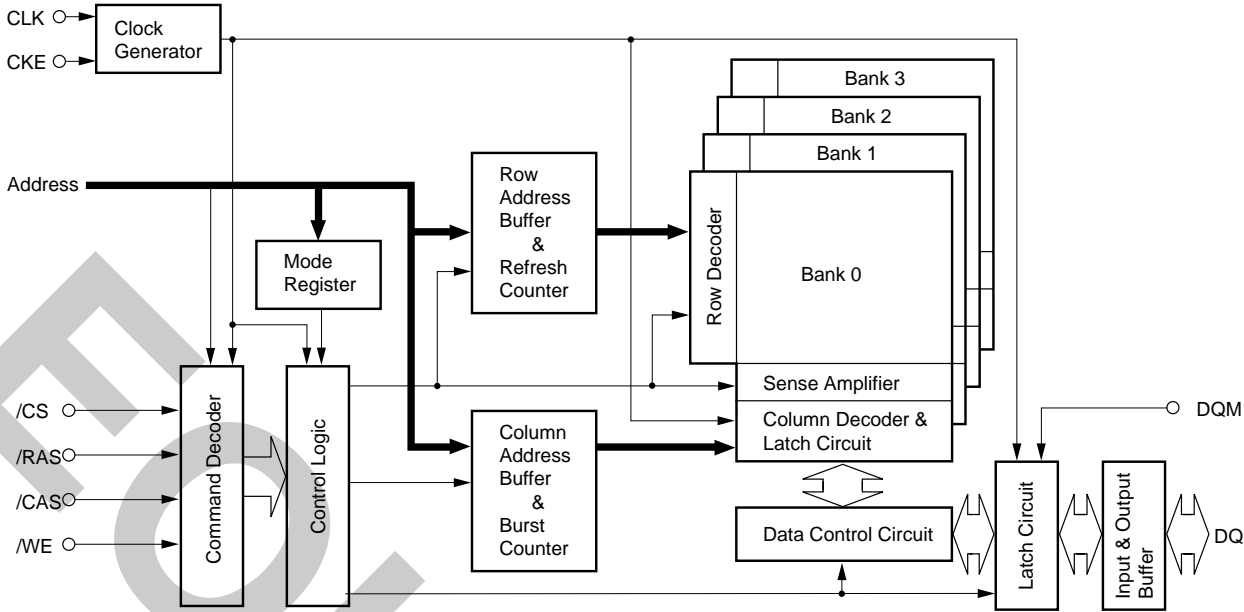 CLK
CKE
Clock
Generator
Bank 3
Bank 2
Bank 1
Bank 0
Address
Mode
Register
Row
Address
Buffer
&
Refresh
Counter
Row Decoder
Sense Amplifier
Column Decoder &
Latch Circuit
/CS
/RAS
/CAS
/WE
Command Decoder
Control Logic
Column
Address
Buffer
&
Burst
Counter
Data Control Circuit
Latch Circuit
Input & Output
Buffer
DQM
DQ
EO